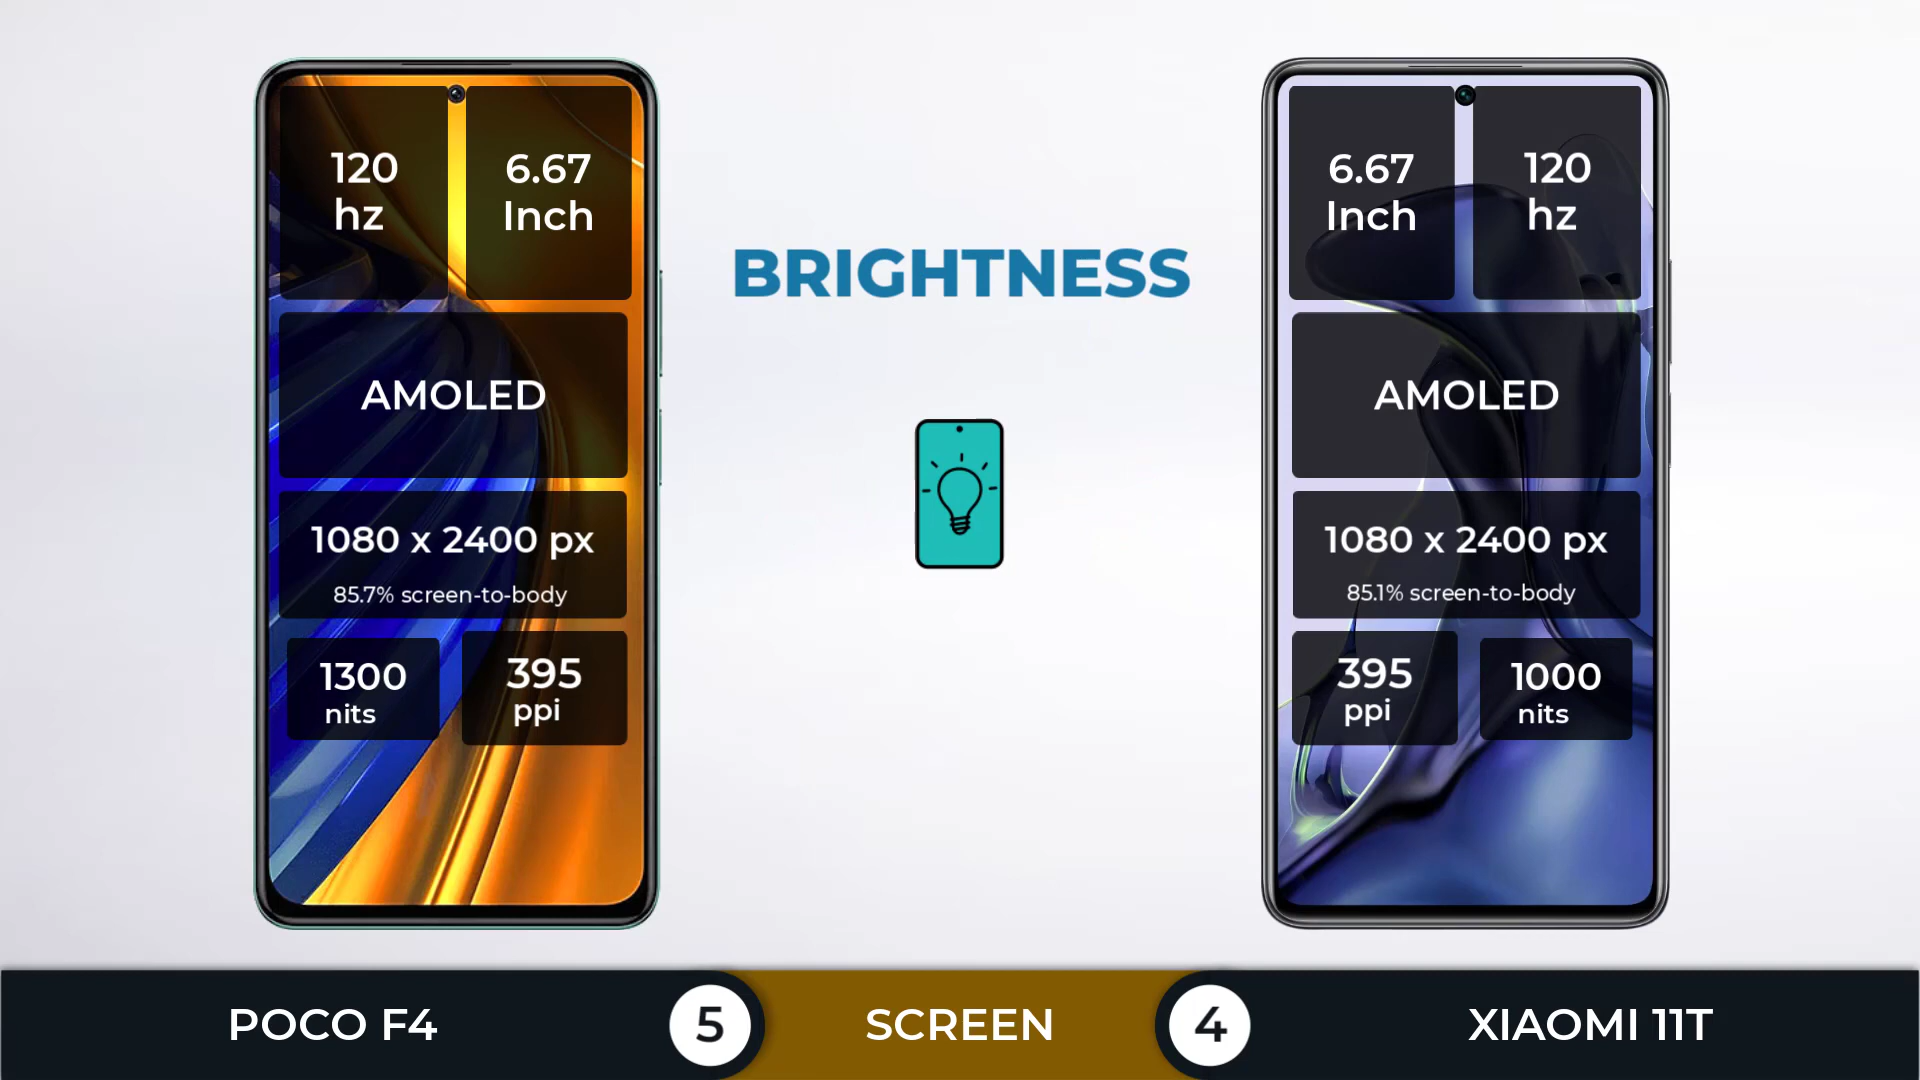 120
hz
6.67
Inch
AMOLED
1080 x 2400 px
85.7% screen-to-body
1300
nits
395
ppi
BRIGHTNESS
6.67
Inch
120
hz
AMOLED
1080 x 2400 px
85.1% screen-to-body
395
ppi
1000
nits
POCO F4
5
SCREEN
4
XIAOMI 11T